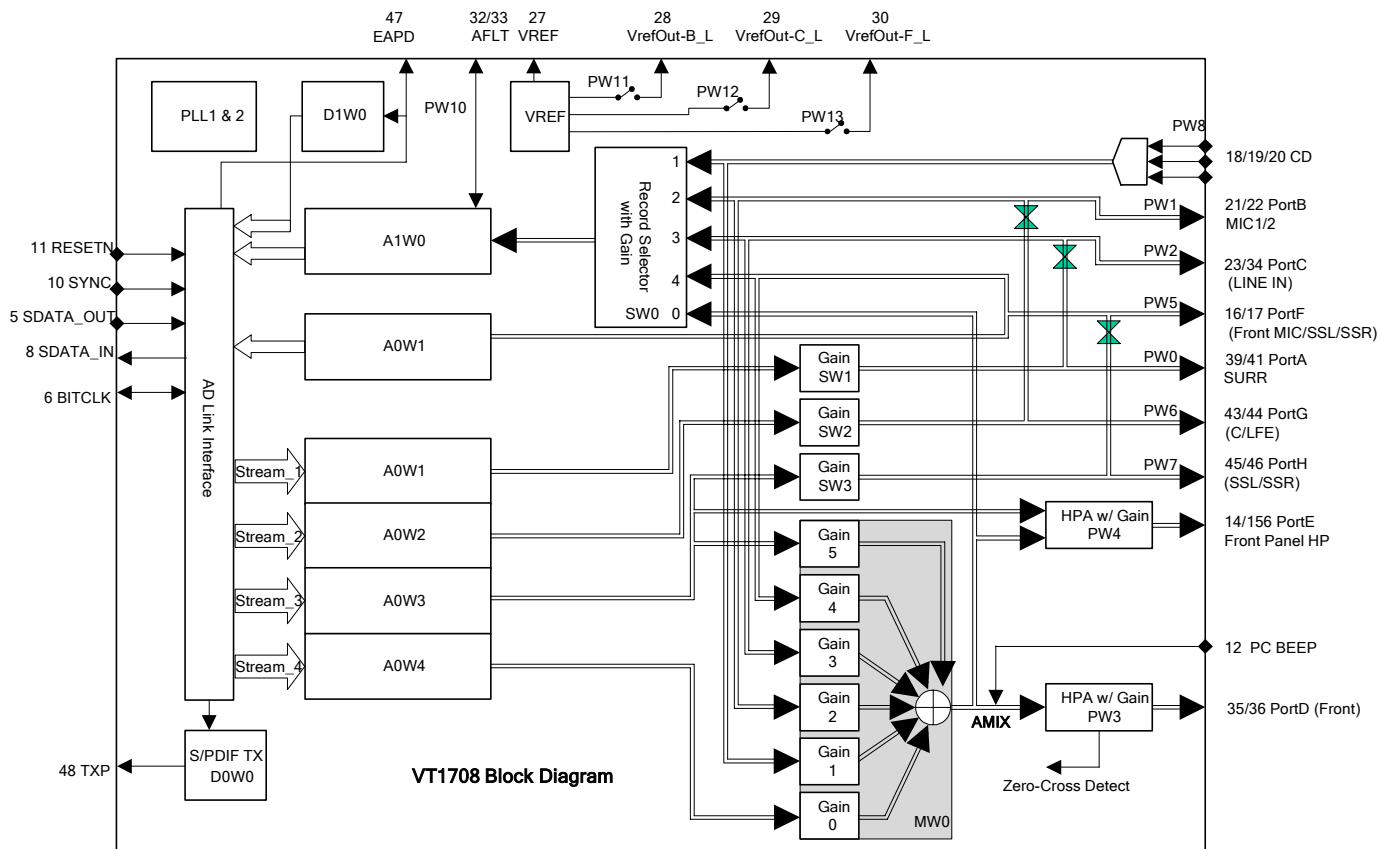 47
EAPD
32/33
AFLT
27
VREF
28
VrefOut-B_L
29
VrefOut-C_L
30
VrefOut-F_L
PLL1 & 2
D1W0
PW10
VREF
PW11
PW12
PW13
PW8
18/19/20 CD
1
2
3
4
SW0 0
Record Selector
with Gain
PW1
21/22 PortB
MIC1/2
PW2
23/34 PortC
(LINE IN)
PW5
16/17 PortF
(Front MIC/SSL/SSR)
PW0
39/41 PortA
SURR
PW6
43/44 PortG
(C/LFE)
PW7
45/46 PortH
(SSL/SSR)
11 RESETN
10 SYNC
5 SDATA_OUT
8 SDATA_IN
6 BITCLK
AD Link Interface
A1W0
A0W1
Stream_1
A0W1
Stream_2
A0W2
Stream_3
A0W3
Stream_4
A0W4
Gain
SW1
Gain
SW2
Gain
SW3
Gain
5
Gain
4
Gain
3
Gain
2
Gain
1
Gain
0
MW0
HPA w/ Gain
PW4
14/156 PortE
Front Panel HP
12 PC BEEP
AMIX
HPA w/ Gain
PW3
35/36 PortD (Front)
Zero-Cross Detect
S/PDIF TX
D0W0
48 TXP
VT1708 Block Diagram